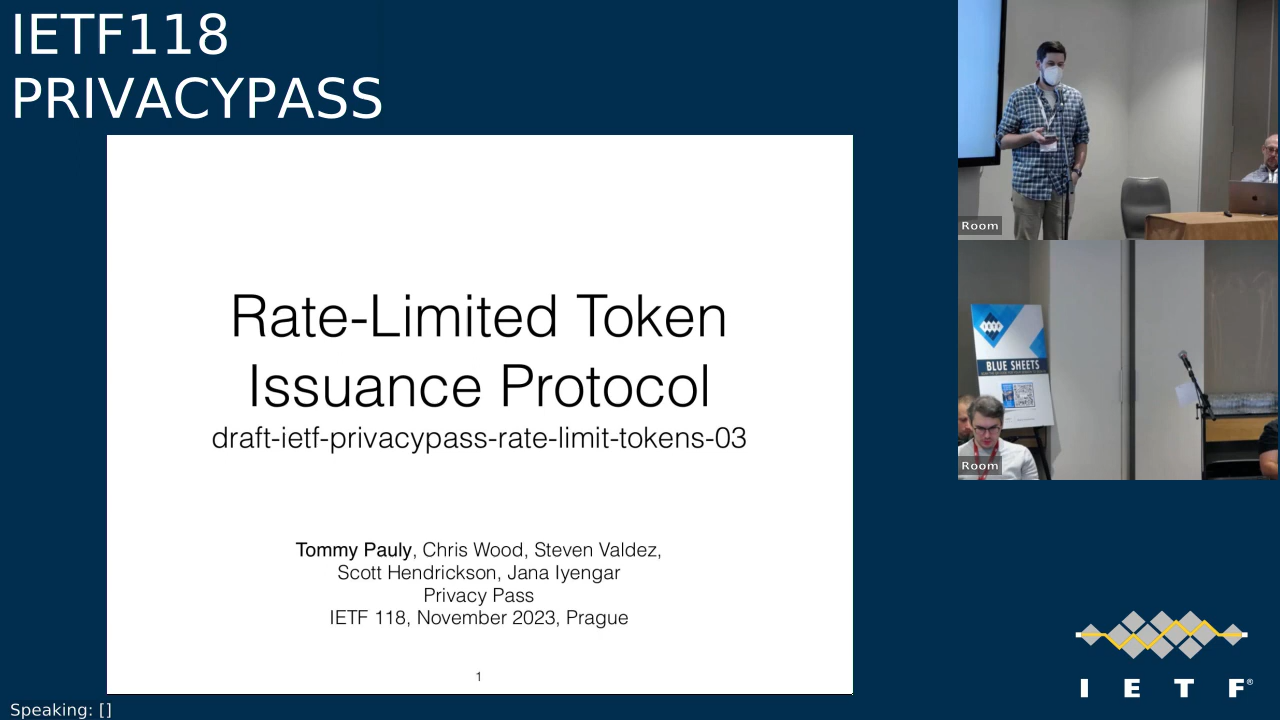 IETF118
PRIVACYPASS
Rate-Limited Token
Issuance Protocol
draft-ietf-privacypass-rate-limit-tokens-03
Tommy Pauly, Chris Wood, Steven Valdez,
Scott Hendrickson, Jana Iyengar
Privacy Pass
IETF 118, November 2023, Prague
1
Room
BLUE SHEETS
Room
I E T F®
Speaking: []